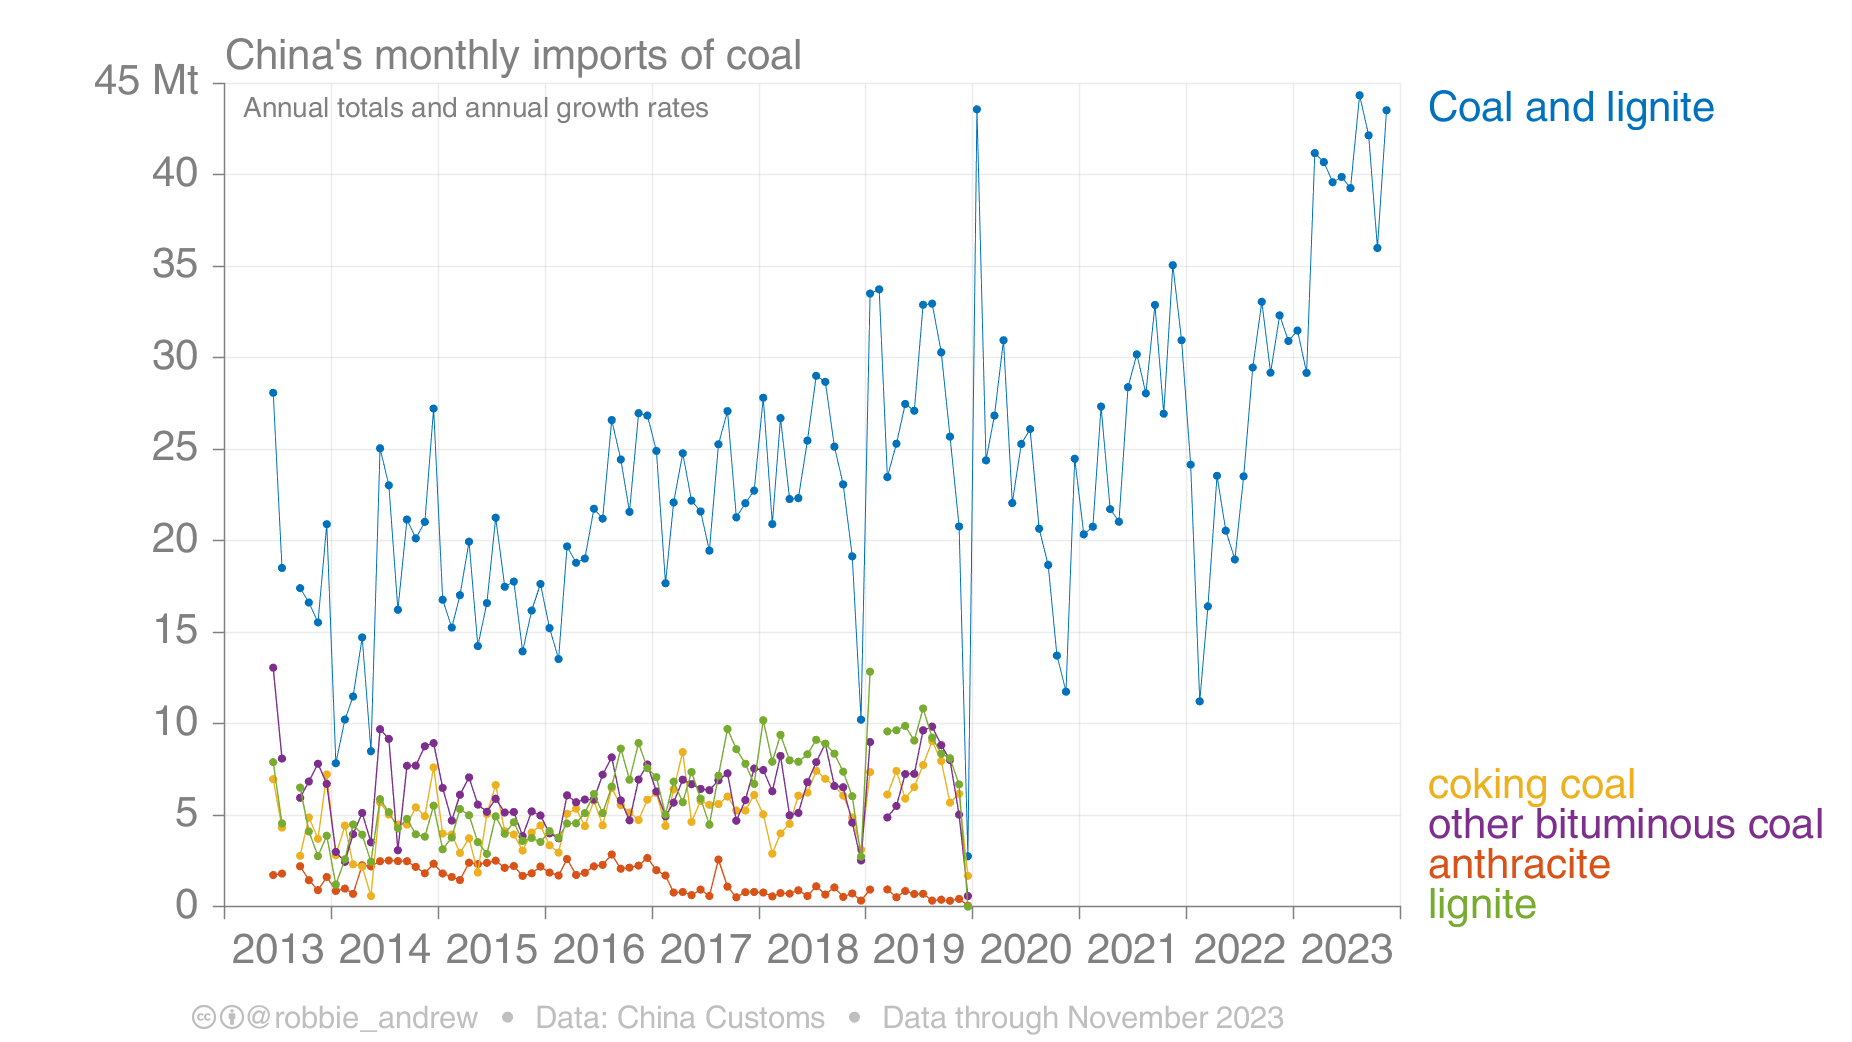 China's monthly imports of coal
45 Mt
Annual totals and annual growth rates
Coal and lignite
40
35
30
25
20
15
10
5
0
coking coal
other bituminous coal
anthracite
lignite
2013 2014 2015 2016 2017 2018 2019 2020 2021 2022 2023
cc @robbie_andrew • Data: China Customs • Data through November 2023